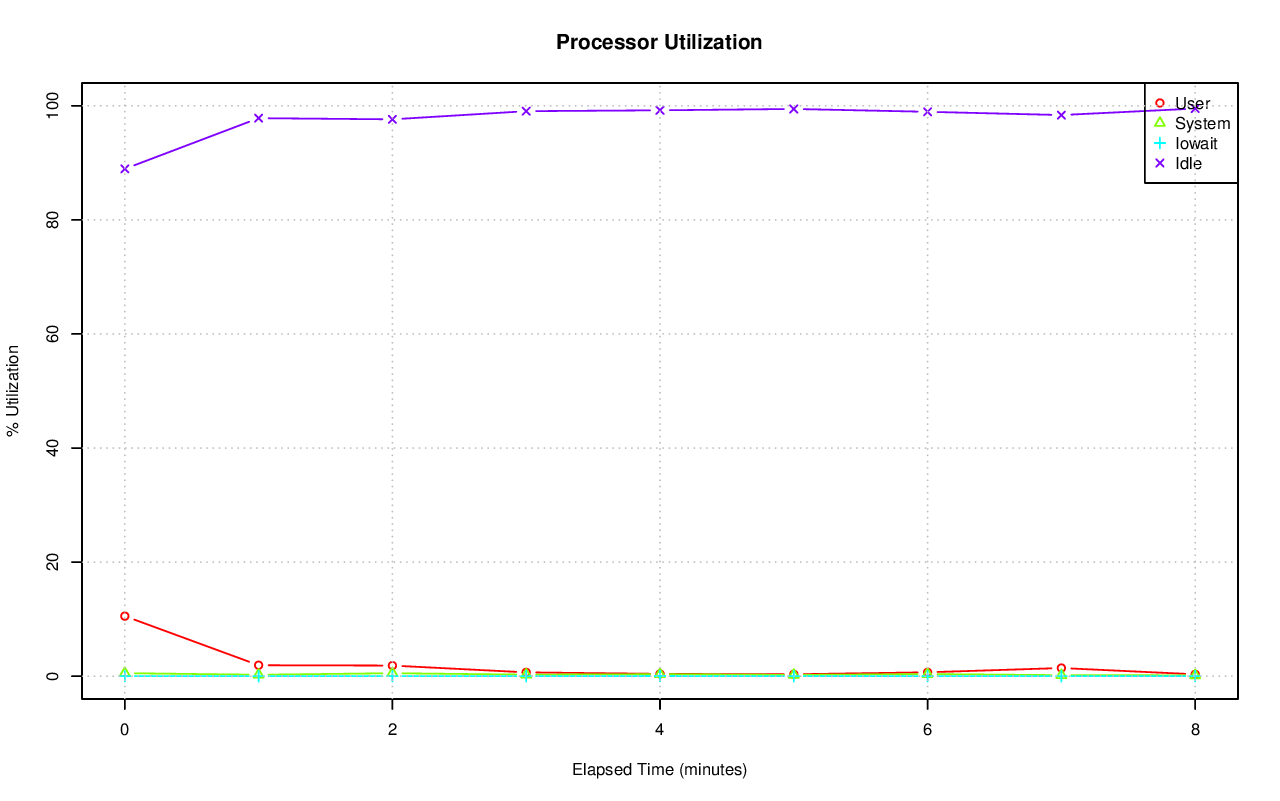 Processor Utilization
User
System
Iowait
Idle
100
80
60
40
20
0
% Utilization
0 2 4 6 8
Elapsed Time (minutes)